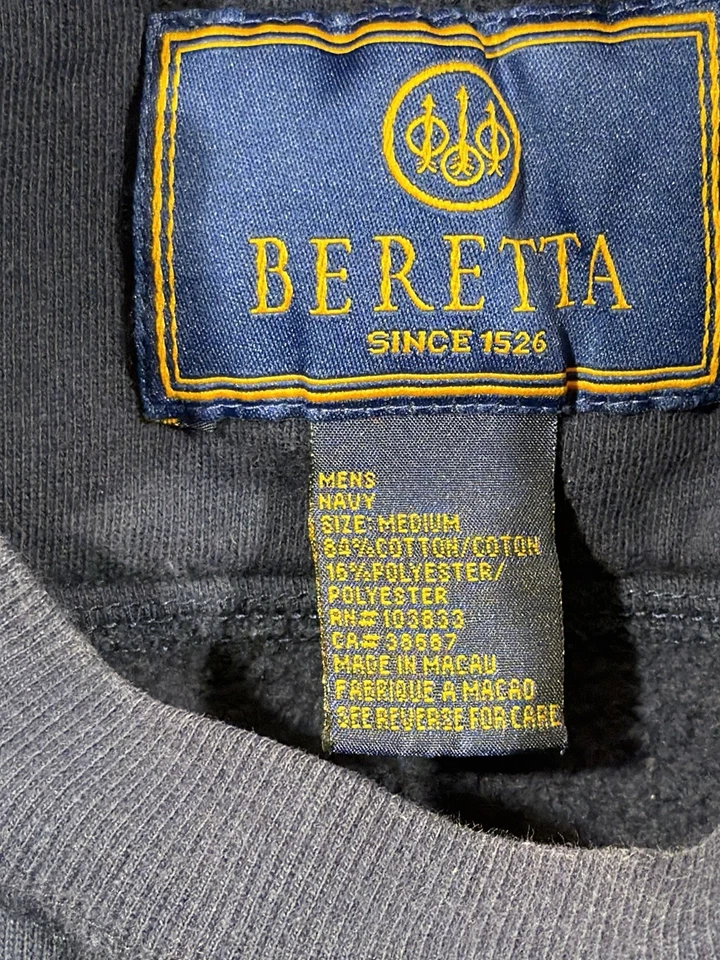 BERETTA
SINCE 1526
MENS
NAVY
SIZE: MEDIUM
84%COTTON/COTON
16%POLYESTER/
POLYESTER
RN#103833
CA#38687
MADE IN MACAU
FABRIQUE A MACAO
SEE REVERSE FOR CARE